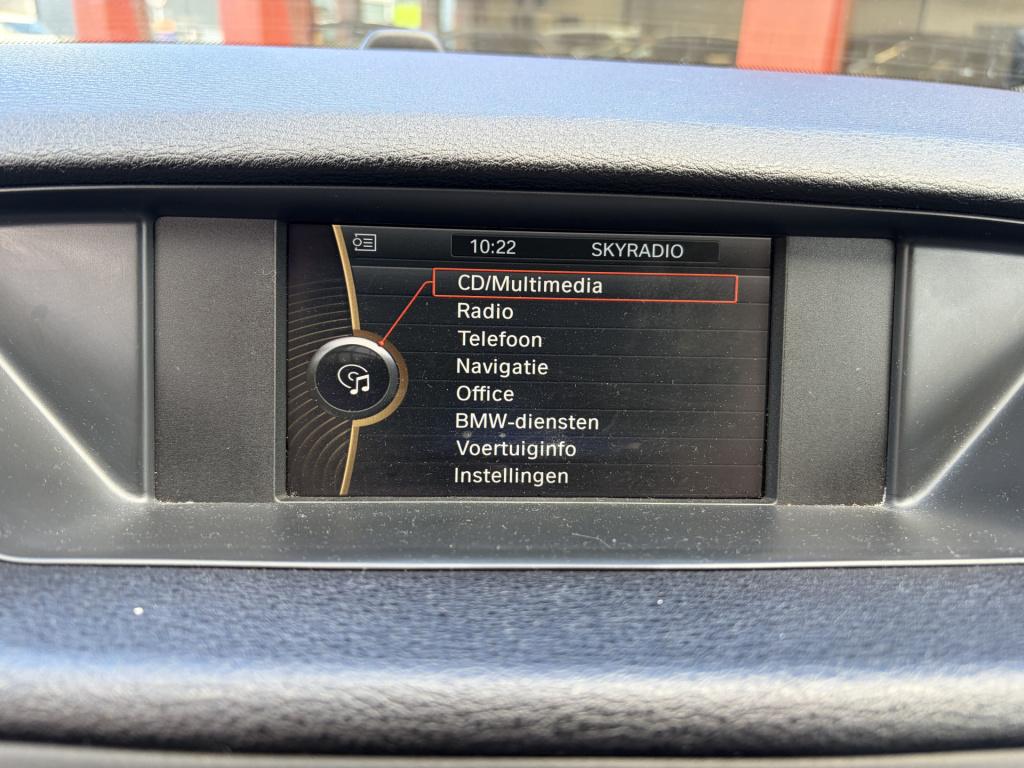 10:22 SKYRADIO
CD/Multimedia
Radio
Telefoon
Navigatie
Office
BMW-diensten
Voertuiginfo
Instellingen